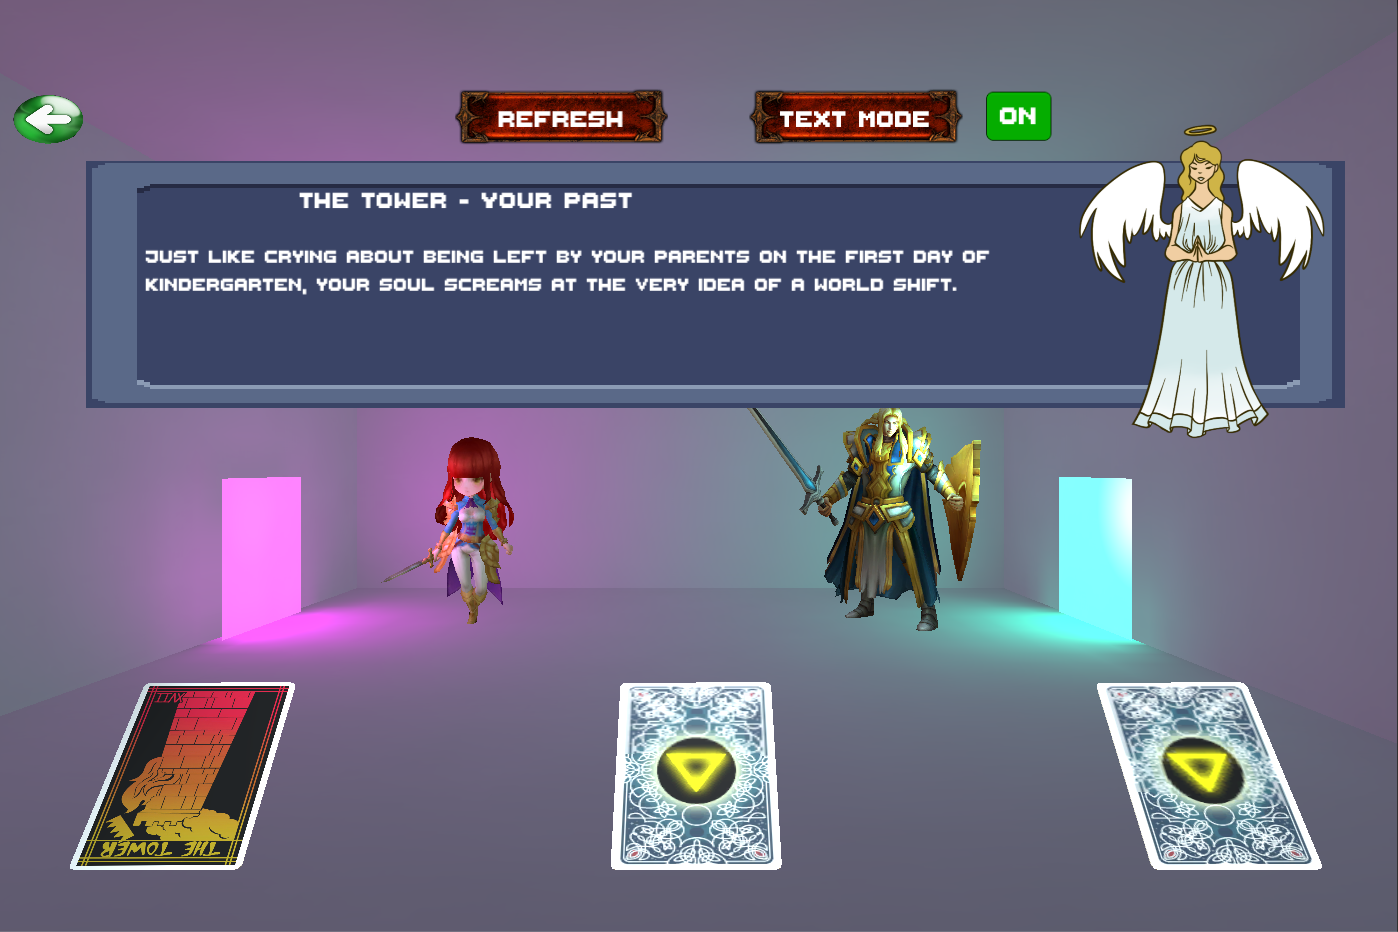 REFRESH
TEXT MODE
ON
THE TOWER - YOUR PAST
JUST LIKE CRYING ABOUT BEING LEFT BY YOUR PARENTS ON THE FIRST DAY OF
KINDERGARTEN, YOUR SOUL SCREAMS AT THE VERY IDEA OF A WORLD SHIFT.
THE TOWER